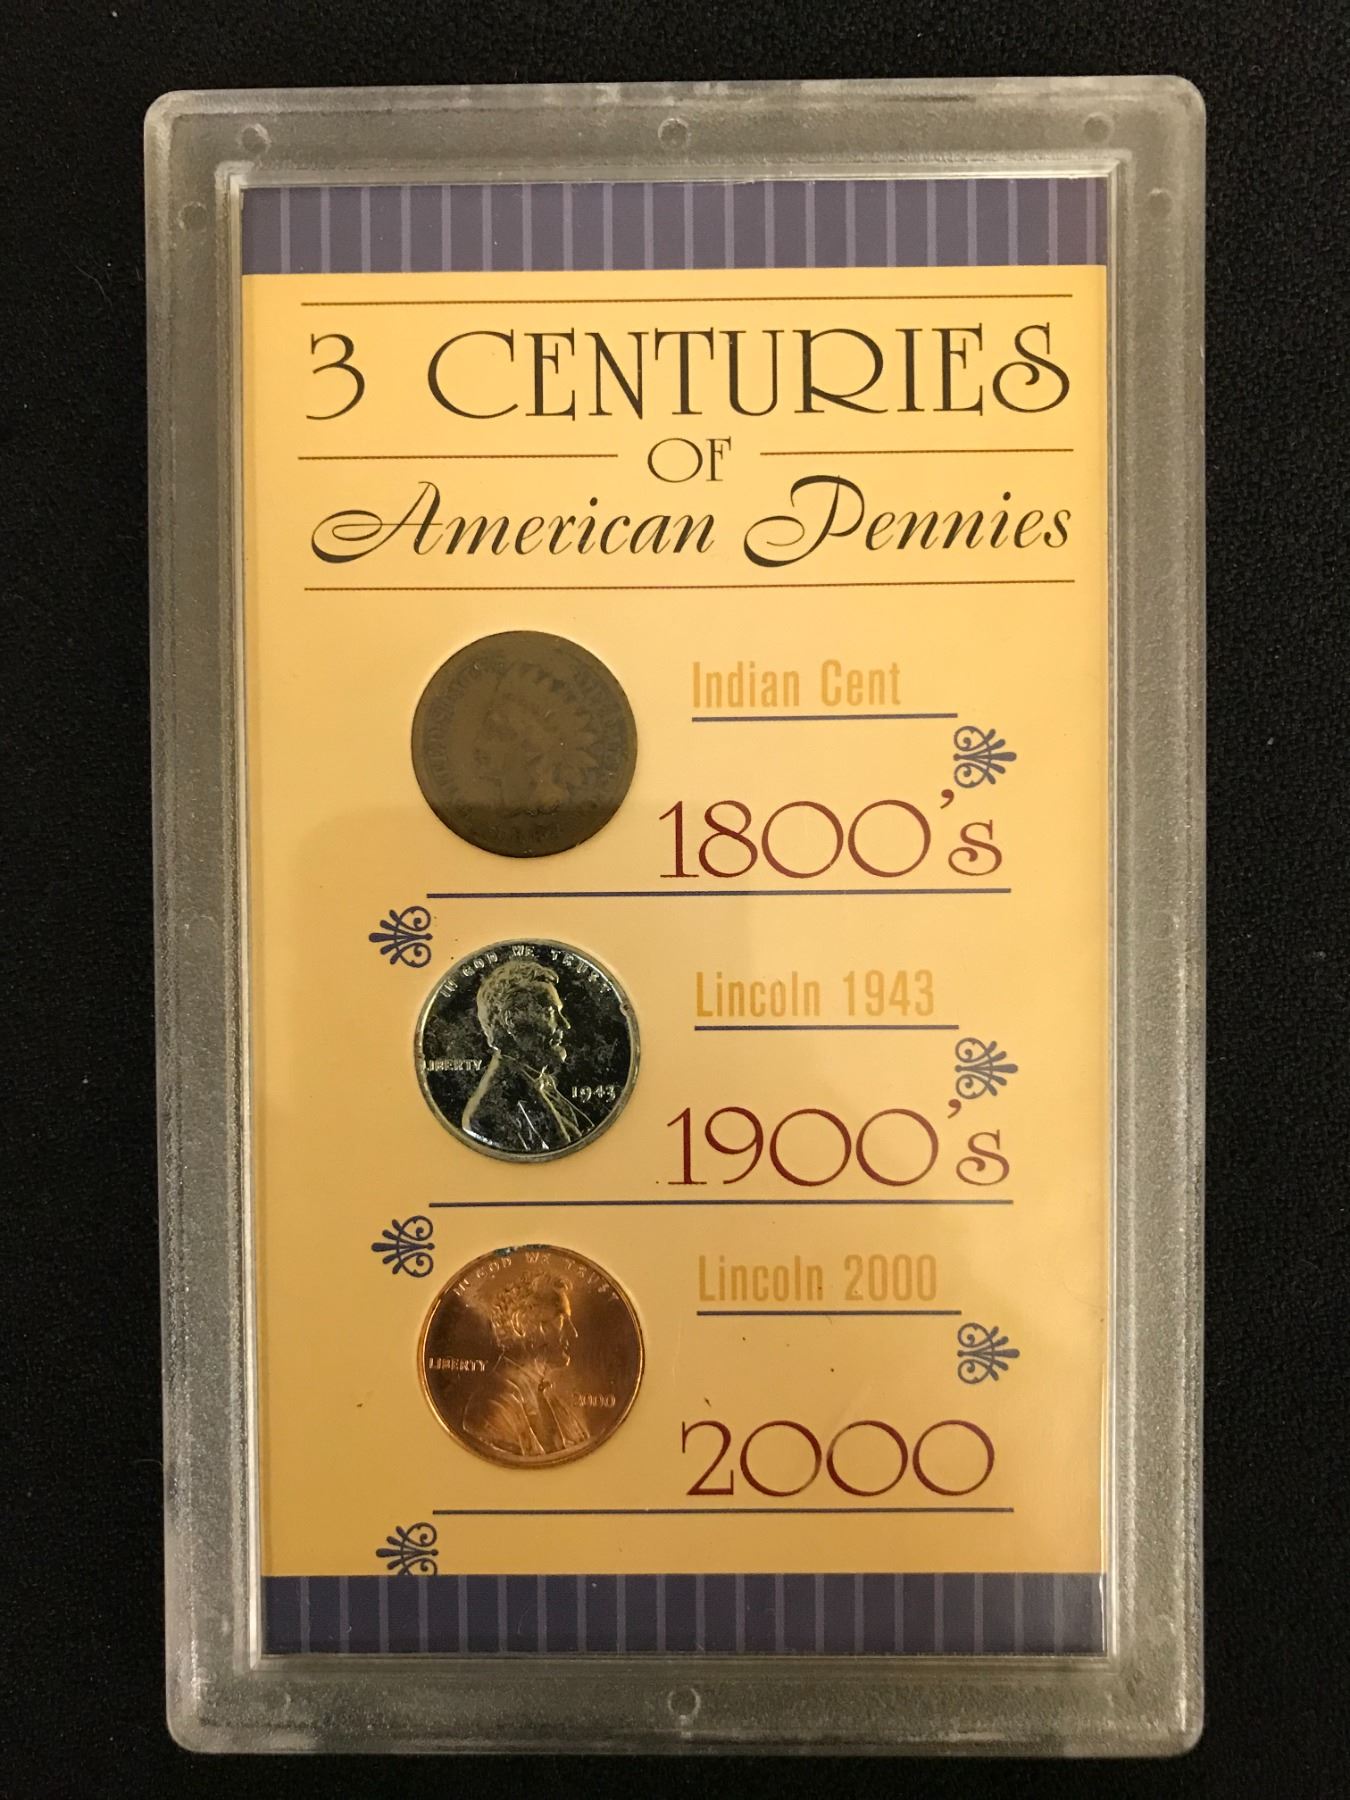 3 CENTURIES
OF
American Pennies
Indian Cent
1800's
IN GOD WE TRUST
LIBERTY
1943
Lincoln 1943
1900's
IN GOD WE TRUST
LIBERTY
2000
Lincoln 2000
2000